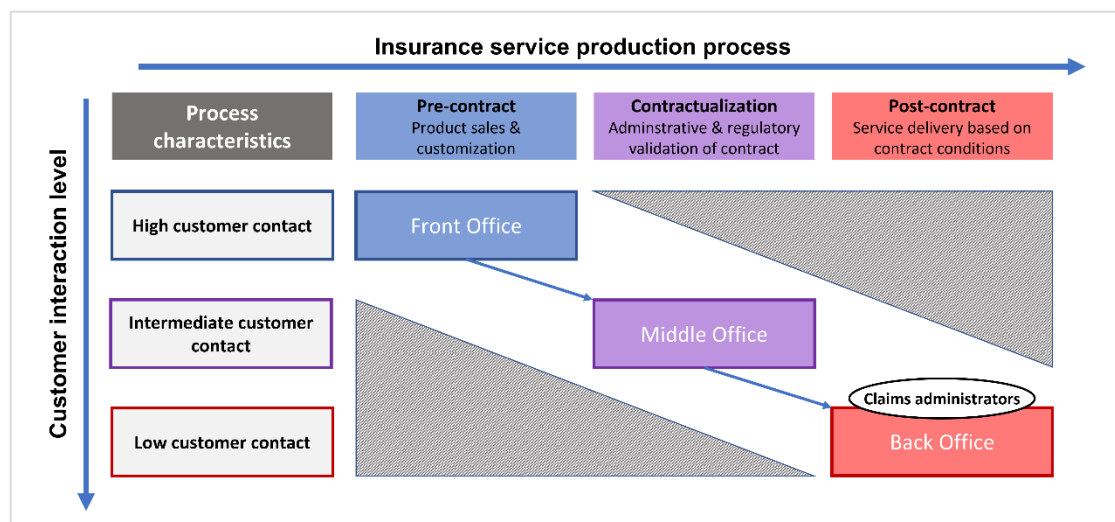 Insurance service production process
Customer interaction level
Process
characteristics
Pre-contract
Product sales &
customization
Contractualization
Adminstrative & regulatory
validation of contract
Post-contract
Service delivery based on
contract conditions
High customer contact
Front Office
Intermediate customer
contact
Middle Office
Claims administrators
Low customer contact
Back Office